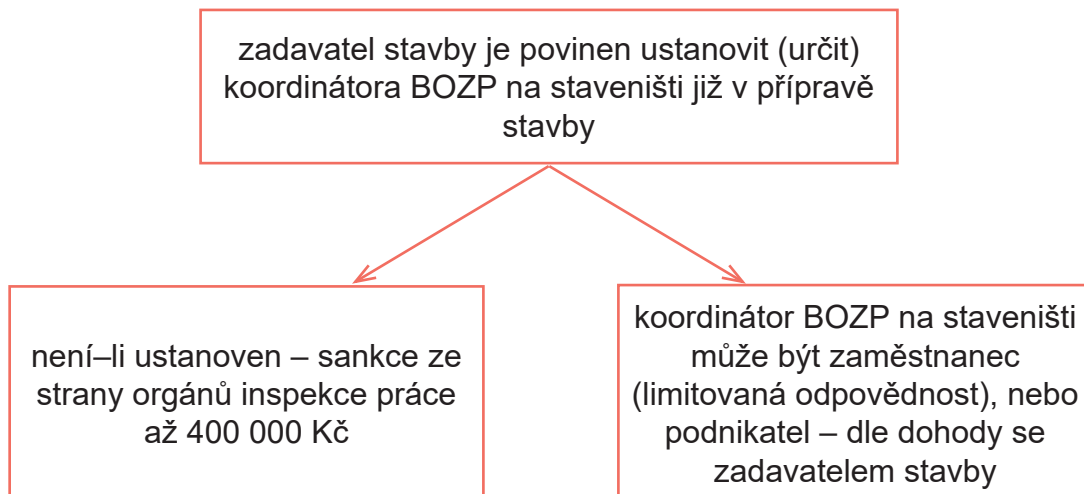 zadavatel stavby je povinen ustanovit (určit)
koordinátora BOZP na staveništi již v přípravě
stavby
není–li ustanoven – sankce ze
strany orgánů inspekce práce
až 400 000 Kč
koordinátor BOZP na staveništi
může být zaměstnanec
(limitovaná odpovědnost), nebo
podnikatel – dle dohody se
zadavatelem stavby